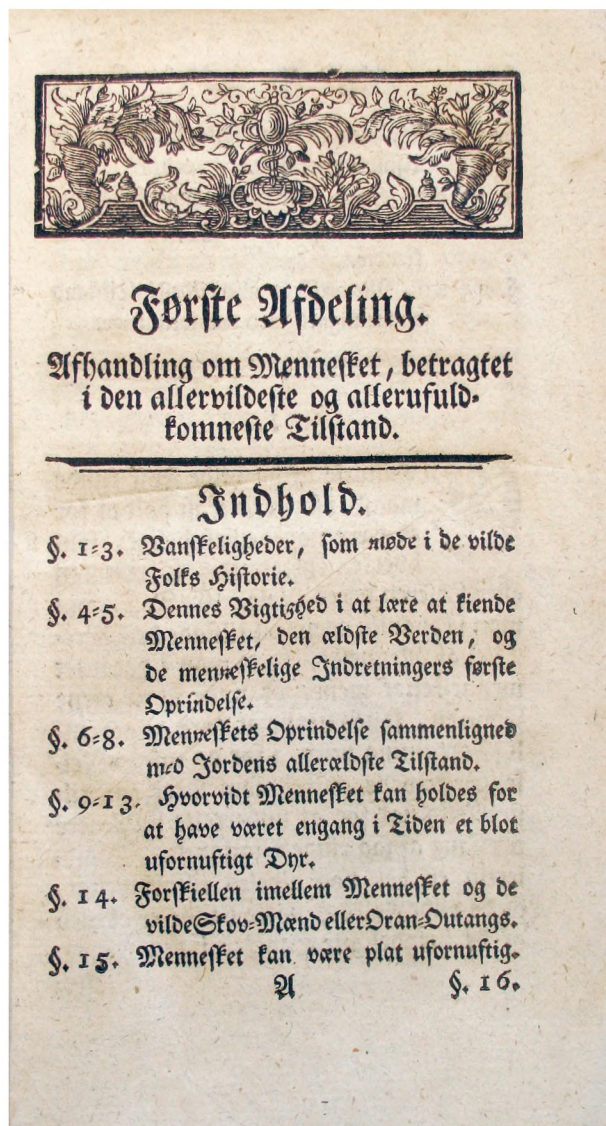 Første Afdeling.
Afhandling om Mennesket, betragtet
i den allervildeste og allerufuld-
komneste Tilstand.
Indhold.
§. 1-3. Vanskeligheder, som møde i de vilde
Folks Historie.
§. 4-5. Dennes Vigtighed i at lære at kiende
Mennesket, den ældste Verden, og
de menneskelige Indretningers første
Oprindelse.
§. 6-8. Menneskets Oprindelse sammenligned
med Jordens allerældste Tilstand.
§. 9-13. Hvorvidt Mennesket kan holdes for
at have været engang i Tiden et blot
ufornuftigt Dyr.
§. 14. Forskiellen imellem Mennesket og de
vilde Skov-Mænd eller Oran-Outangs.
§. 15. Mennesket kan være plat ufornuftig.
A §. 16.